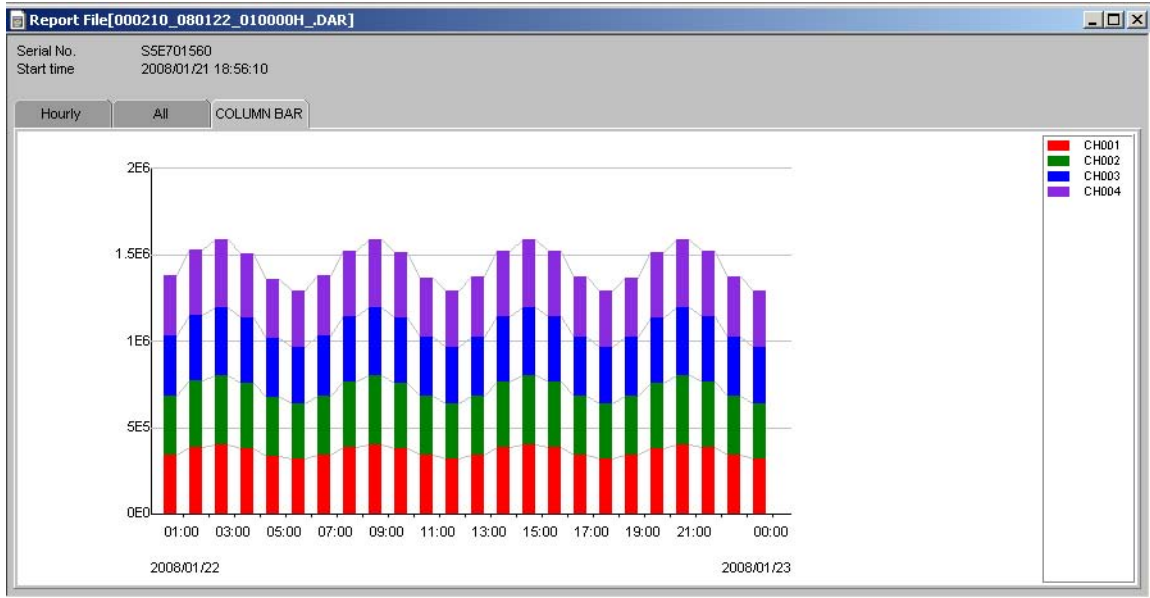 Report File[000210_080122_010000H_.DAR]
Serial No. S5E701560
Start time 2008/01/21 18:56:10
Hourly All COLUMN BAR
CH001
CH002
CH003
CH004
2E6
1.5E6
1E6
5E5
0E0
01:00 03:00 05:00 07:00 09:00 11:00 13:00 15:00 17:00 19:00 21:00 00:00
2008/01/22 2008/01/23